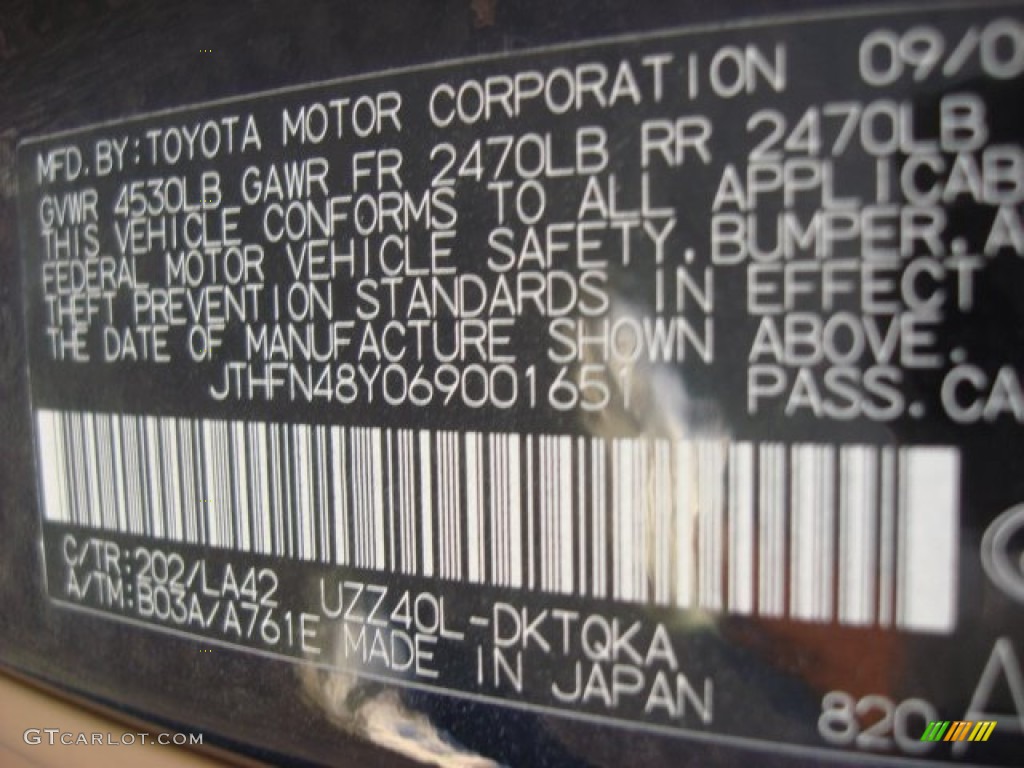 MFD.BY:TOYOTA MOTOR CORPORATION 09/0
GVWR 4530LB GAWR FR 2470LB RR 2470LB
THIS VEHICLE CONFORMS TO ALL APPLICAB
FEDERAL MOTOR VEHICLE SAFETY,BUMPER,A
THEFT PREVENTION STANDARDS IN EFFECT
THE DATE OF MANUFACTURE SHOWN ABOVE.
JTHFN48Y069001651 PASS.CA
C/TR:202/LA42 UZZ40L-DKTQKA
A/TM:B03A/A761E MADE IN JAPAN
820 A
GTCARLOT.COM